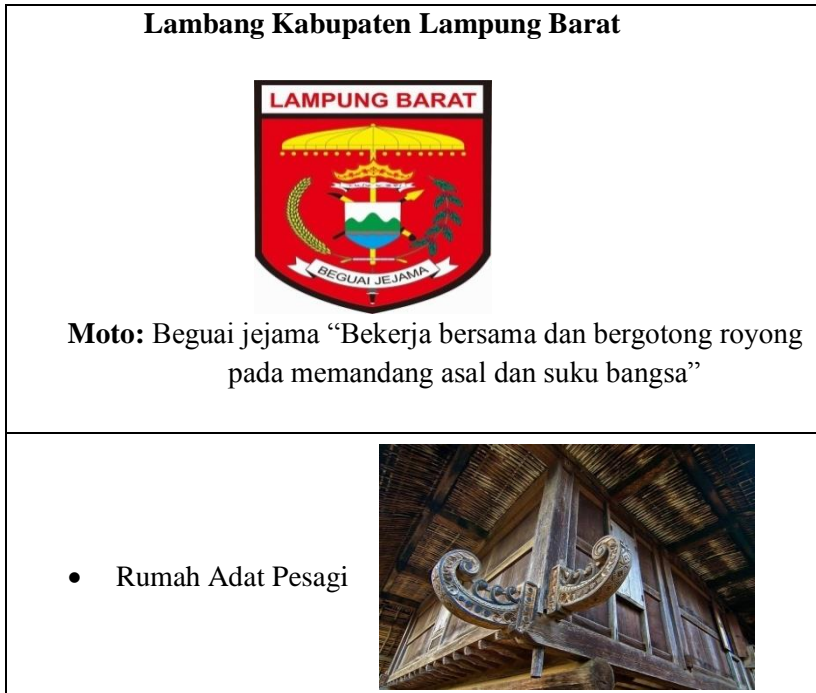 Lambang Kabupaten Lampung Barat
LAMPUNG BARAT
BEGUAI JEJAMA
Moto: Beguai jejama “Bekerja bersama dan bergotong royong
pada memandang asal dan suku bangsa”
• Rumah Adat Pesagi